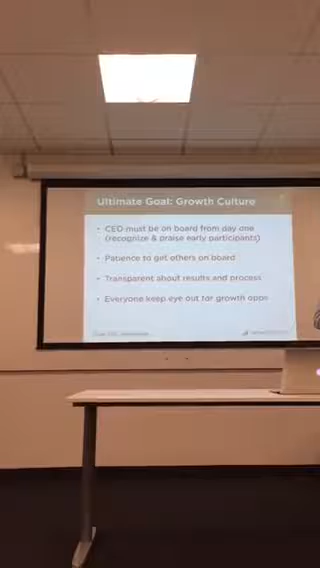 Ultimate Goal: Growth Culture
• CEO must be on board from day one
(recognize & praise early participants)
• Patience to get others on board
• Transparent about results and process
• Everyone keep eye out for growth opps